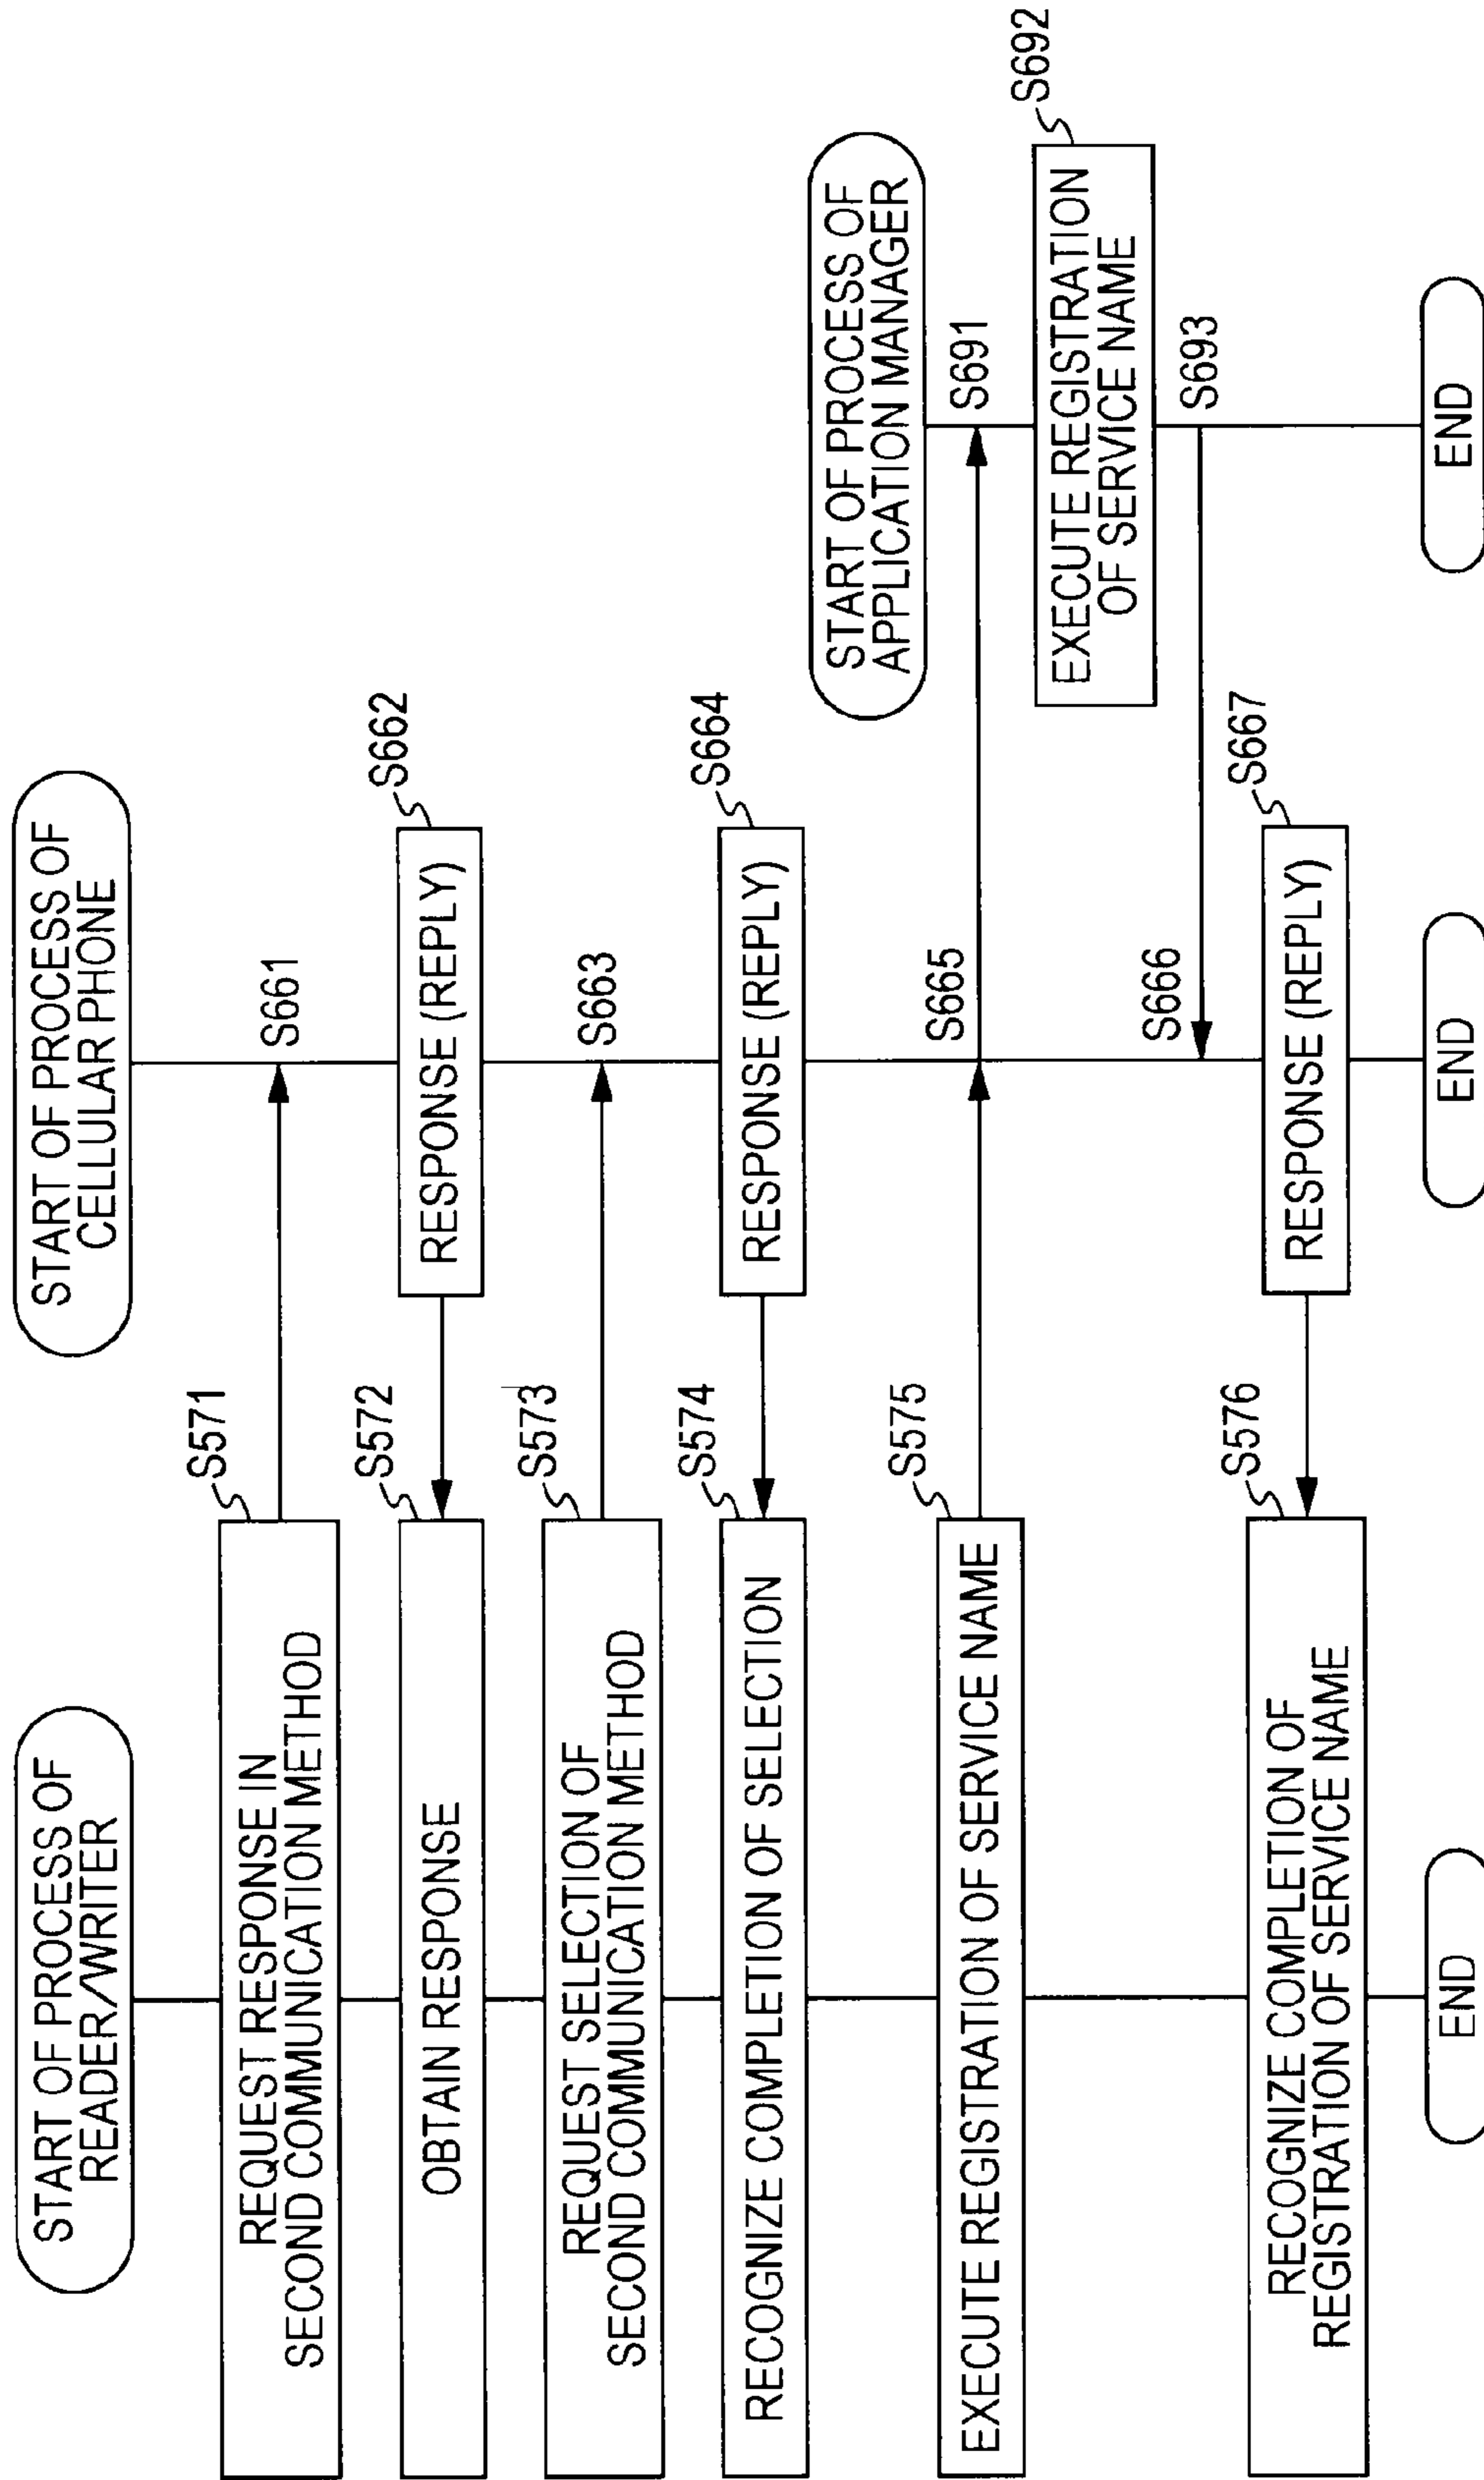 START OF PROCESS OF
READER/WRITER
START OF PROCESS OF
CELLULAR PHONE
S571
REQUEST RESPONSE IN
SECOND COMMUNICATION METHOD
S661
S572
OBTAIN RESPONSE
S662
RESPONSE (REPLY)
S573
REQUEST SELECTION OF
SECOND COMMUNICATION METHOD
S663
S574
RECOGNIZE COMPLETION OF SELECTION
S664
RESPONSE (REPLY)
START OF PROCESS OF
APPLICATION MANAGER
S575
EXECUTE REGISTRATION OF SERVICE NAME
S665
S691
S692
EXECUTE REGISTRATION
OF SERVICE NAME
S666
S693
S576
RECOGNIZE COMPLETION OF
REGISTRATION OF SERVICE NAME
S667
RESPONSE (REPLY)
END
END
END